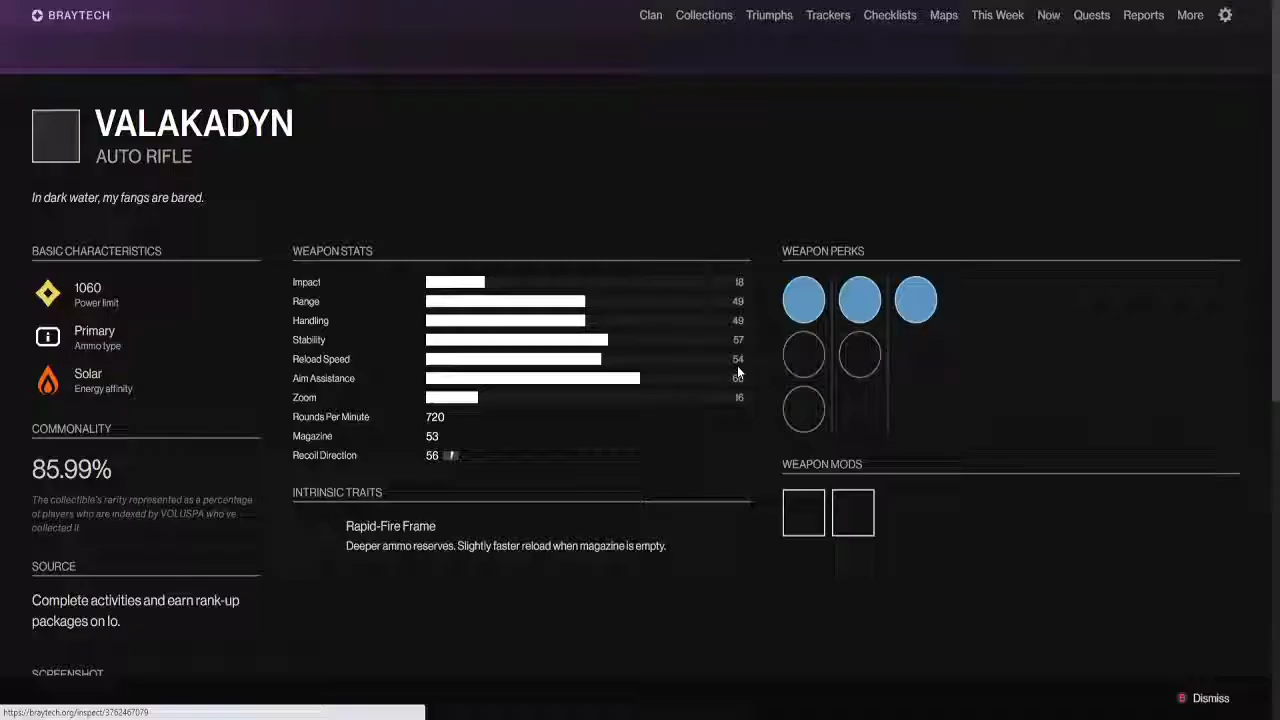 BRAYTECH
Clan Collections Triumphs Trackers Checklists Maps This Week Now Quests Reports More
VALAKADYN
AUTO RIFLE
In dark water, my fangs are bared.
BASIC CHARACTERISTICS
1060
Power limit
Primary
Ammo type
Solar
Energy affinity
COMMONALITY
85.99%
The collectible's rarity represented as a percentage
of players who are indexed by VOLUSPA who've
collected it
SOURCE
Complete activities and earn rank-up
packages on Io.
SCREENSHOT
WEAPON STATS
Impact 18
Range 49
Handling 49
Stability 57
Reload Speed 54
Aim Assistance
Zoom 16
Rounds Per Minute 720
Magazine 53
Recoil Direction 56
INTRINSIC TRAITS
Rapid-Fire Frame
Deeper ammo reserves. Slightly faster reload when magazine is empty.
WEAPON PERKS
WEAPON MODS
Dismiss
https://braytech.org/inspect/3762467079